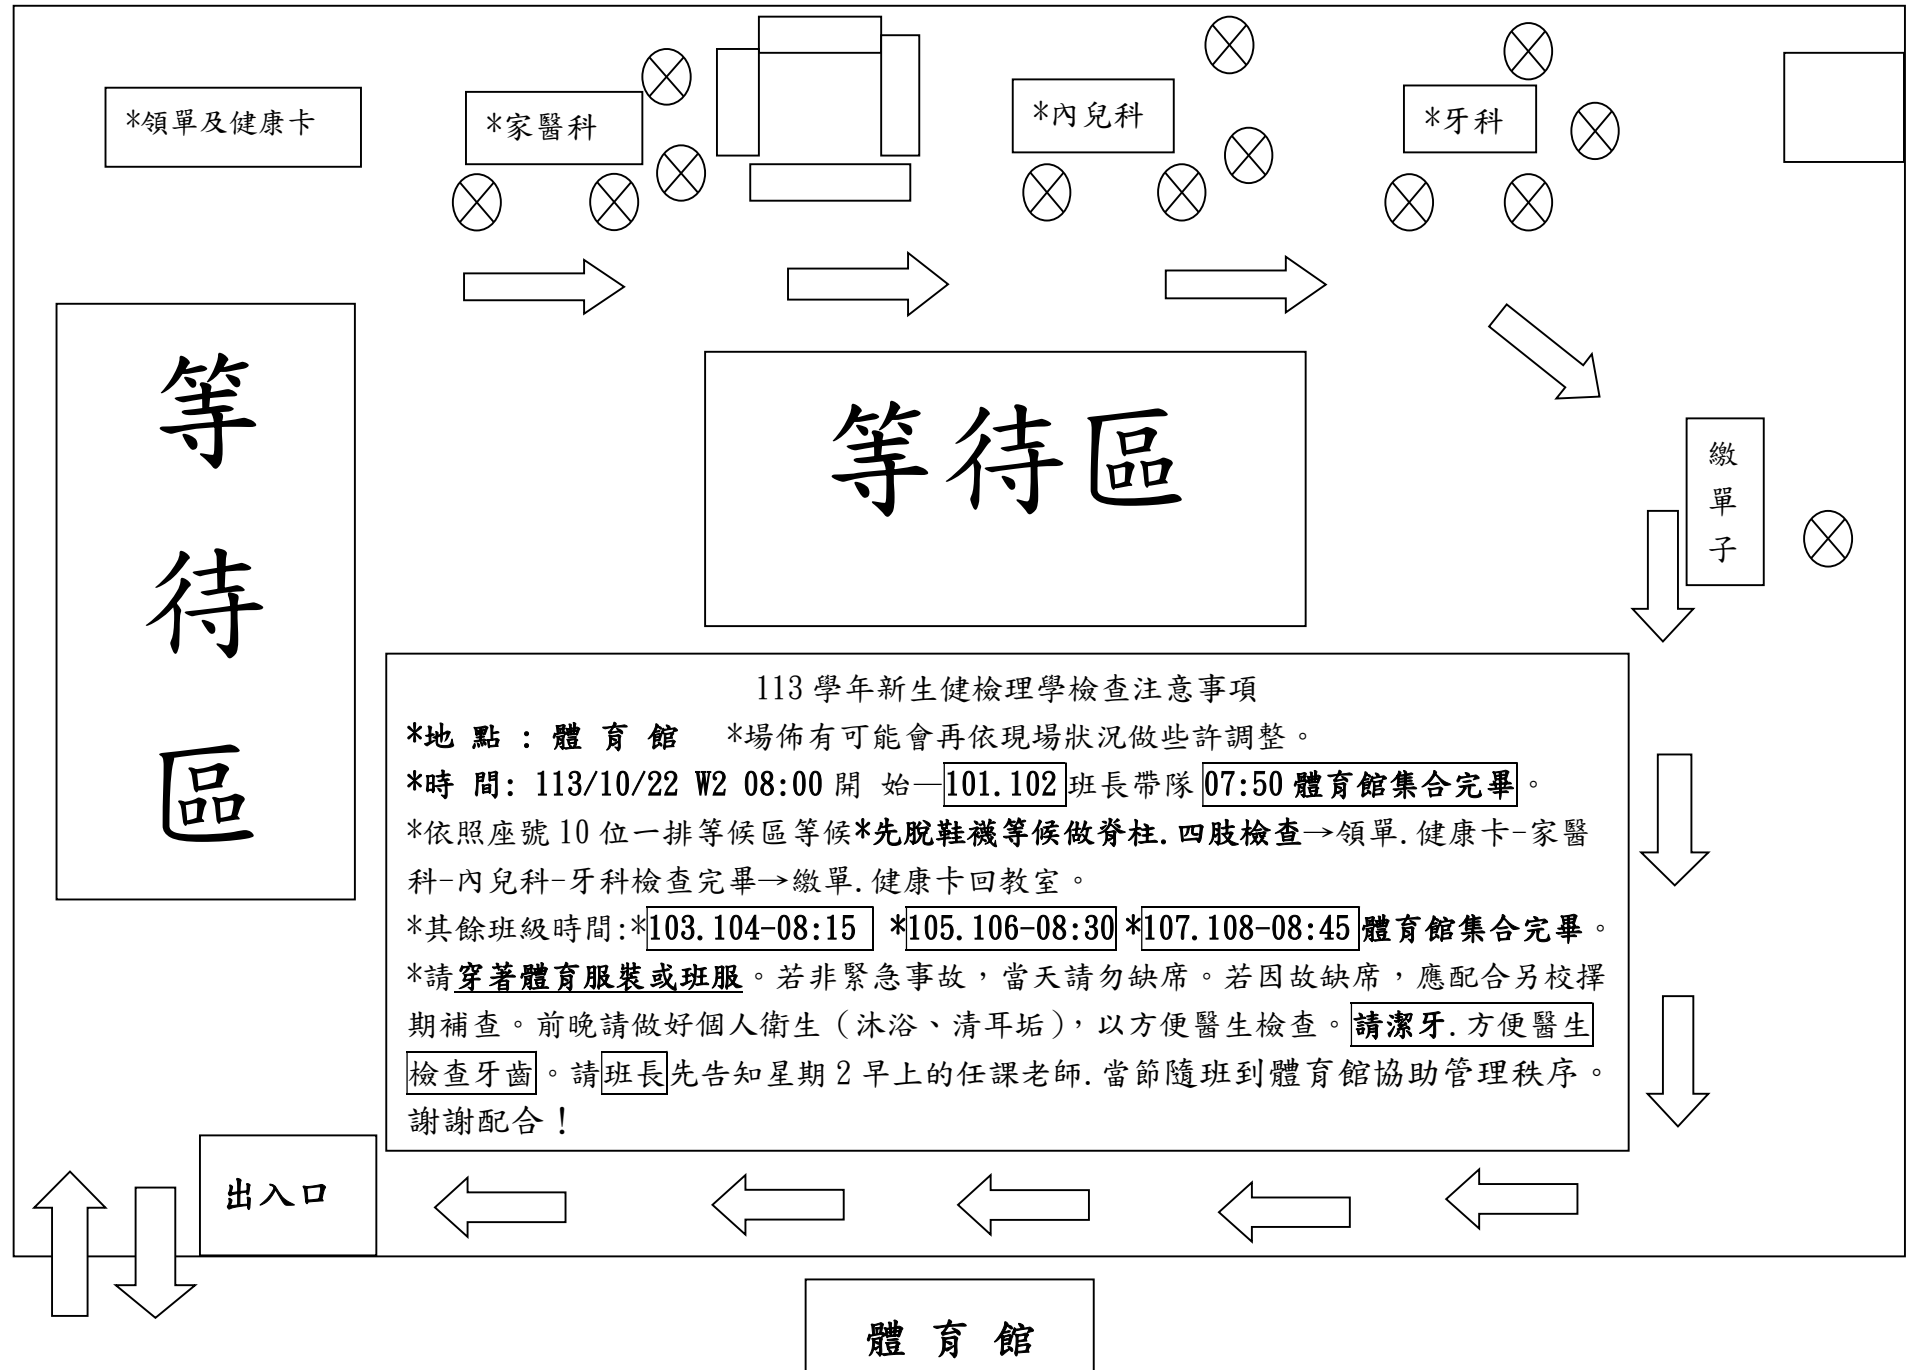 *領單及健康卡
*家醫科
*內兒科
*牙科
等
待
區
等待區
繳
單
子
113學年新生健檢理學檢查注意事項
*地 點:體 育 館 *場佈有可能會再依現場狀況做些許調整。
*時 間: 113/10/22 W2 08:00開 始—101.102班長帶隊07:50體育館集合完畢。
*依照座號10位一排等候區等候*先脫鞋襪等候做脊柱.四肢檢查→領單.健康卡-家醫
科-內兒科-牙科檢查完畢→繳單.健康卡回教室。
*其餘班級時間:*103.104-08:15 *105.106-08:30 *107.108-08:45體育館集合完畢。
*請穿著體育服裝或班服。若非緊急事故，當天請勿缺席。若因故缺席，應配合另校擇
期補查。前晚請做好個人衛生（沐浴、清耳垢），以方便醫生檢查。請潔牙.方便醫生
檢查牙齒。請班長先告知星期2早上的任課老師.當節隨班到體育館協助管理秩序。
謝謝配合！
出入口
體 育 館